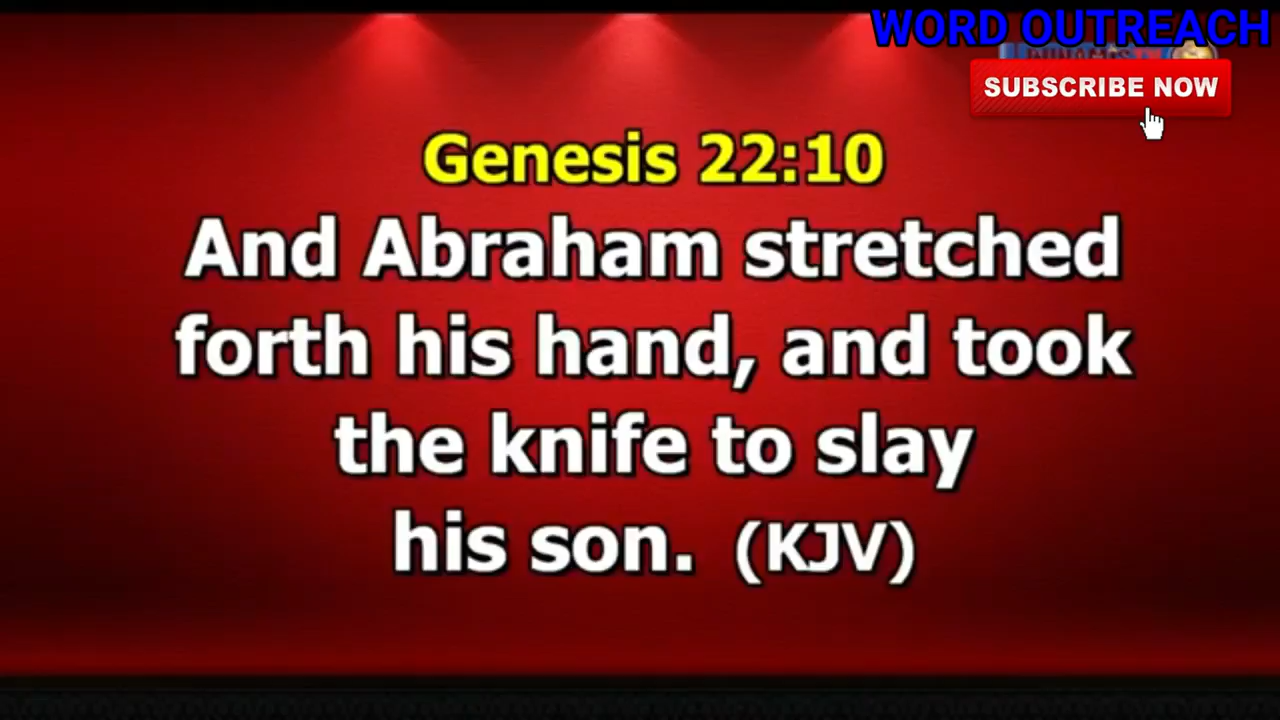 WORD OUTREACH
SUBSCRIBE NOW
Genesis 22:10
And Abraham stretched
forth his hand, and took
the knife to slay
his son. (KJV)